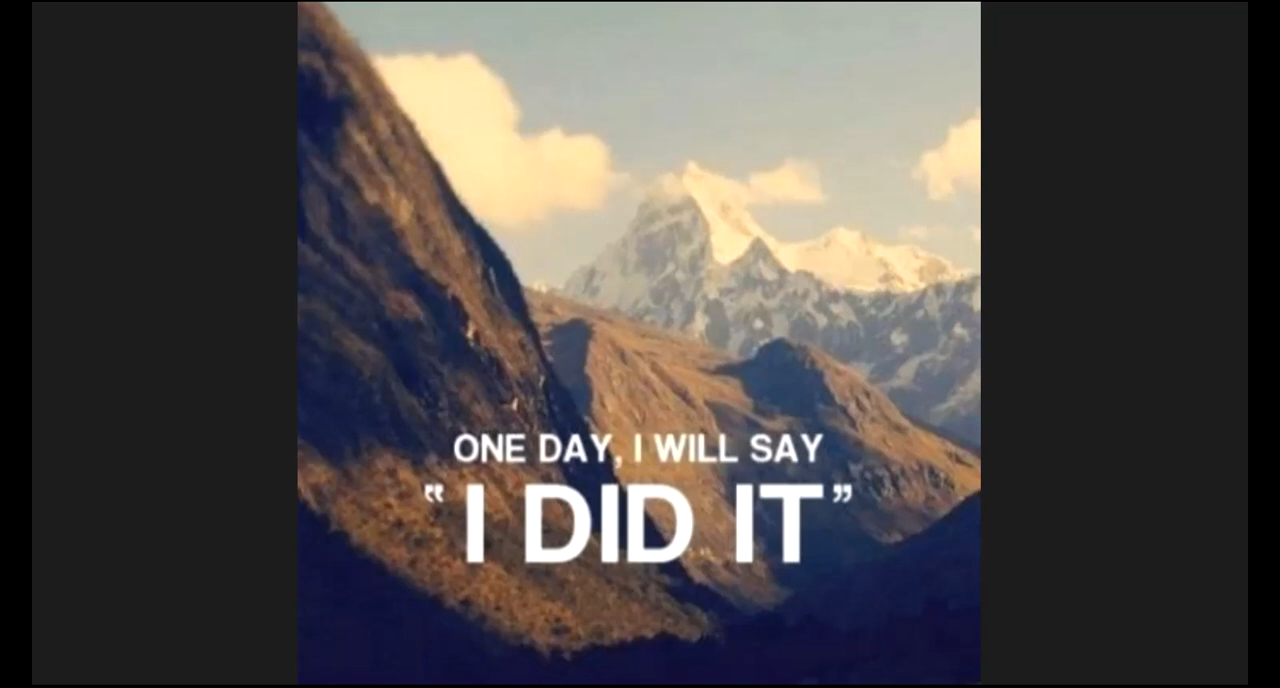 ONE DAY, I WILL SAY
“I DID IT”